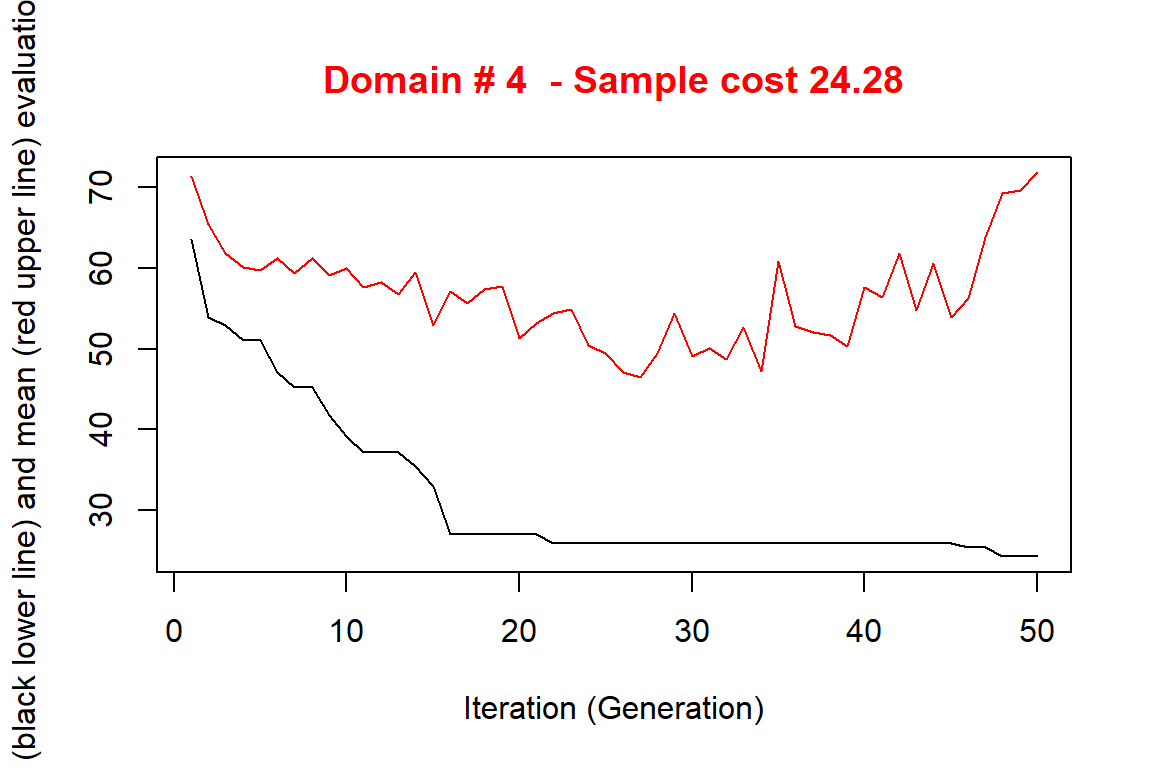 Domain # 4  - Sample cost 24.28
(black lower line) and mean (red upper line)
70
60
50
40
30
0 10 20 30 40 50
Iteration (Generation)